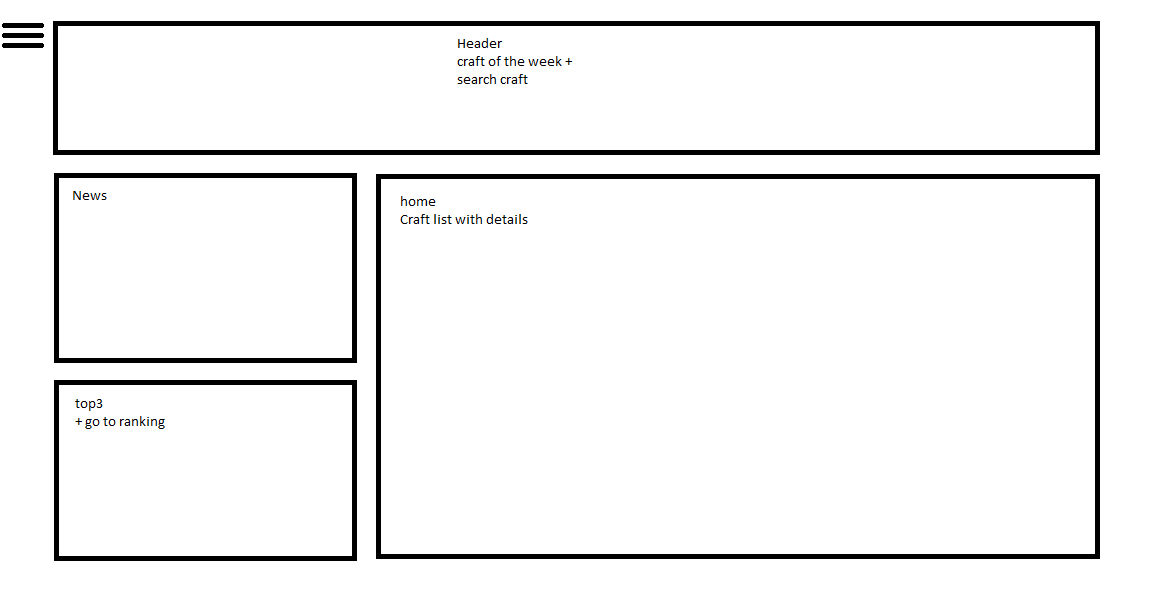 Header
craft of the week +
search craft
News
home
Craft list with details
top3
+ go to ranking